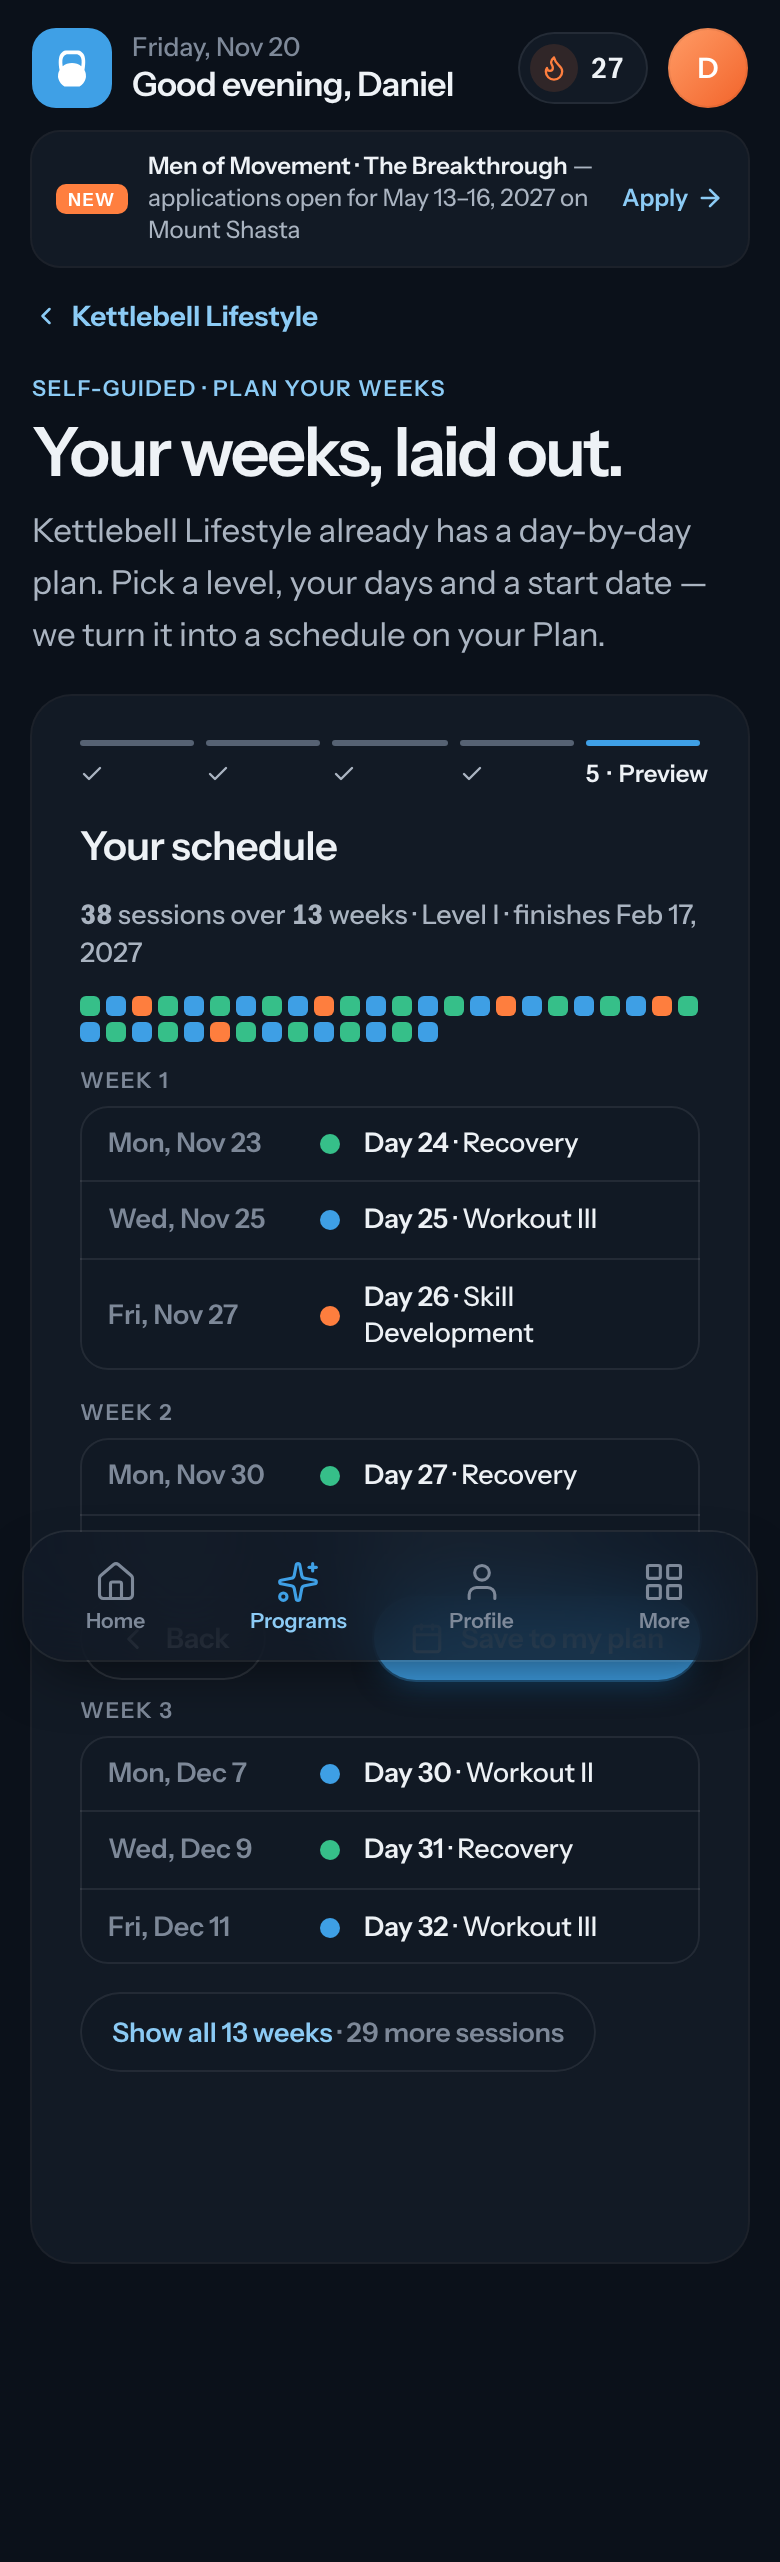 Friday, Nov 20
Good evening, Daniel
27
D
NEW
Men of Movement · The Breakthrough —
applications open for May 13–16, 2027 on
Mount Shasta
Apply →
Kettlebell Lifestyle
SELF-GUIDED · PLAN YOUR WEEKS
Your weeks, laid out.
Kettlebell Lifestyle already has a day-by-day
plan. Pick a level, your days and a start date —
we turn it into a schedule on your Plan.
5 · Preview
Your schedule
38 sessions over 13 weeks · Level I · finishes Feb 17,
2027
WEEK 1
Mon, Nov 23 Day 24 · Recovery
Wed, Nov 25 Day 25 · Workout III
Fri, Nov 27 Day 26 · Skill
Development
WEEK 2
Mon, Nov 30 Day 27 · Recovery
Home Programs Profile More
Back Save to my plan
WEEK 3
Mon, Dec 7 Day 30 · Workout II
Wed, Dec 9 Day 31 · Recovery
Fri, Dec 11 Day 32 · Workout III
Show all 13 weeks · 29 more sessions